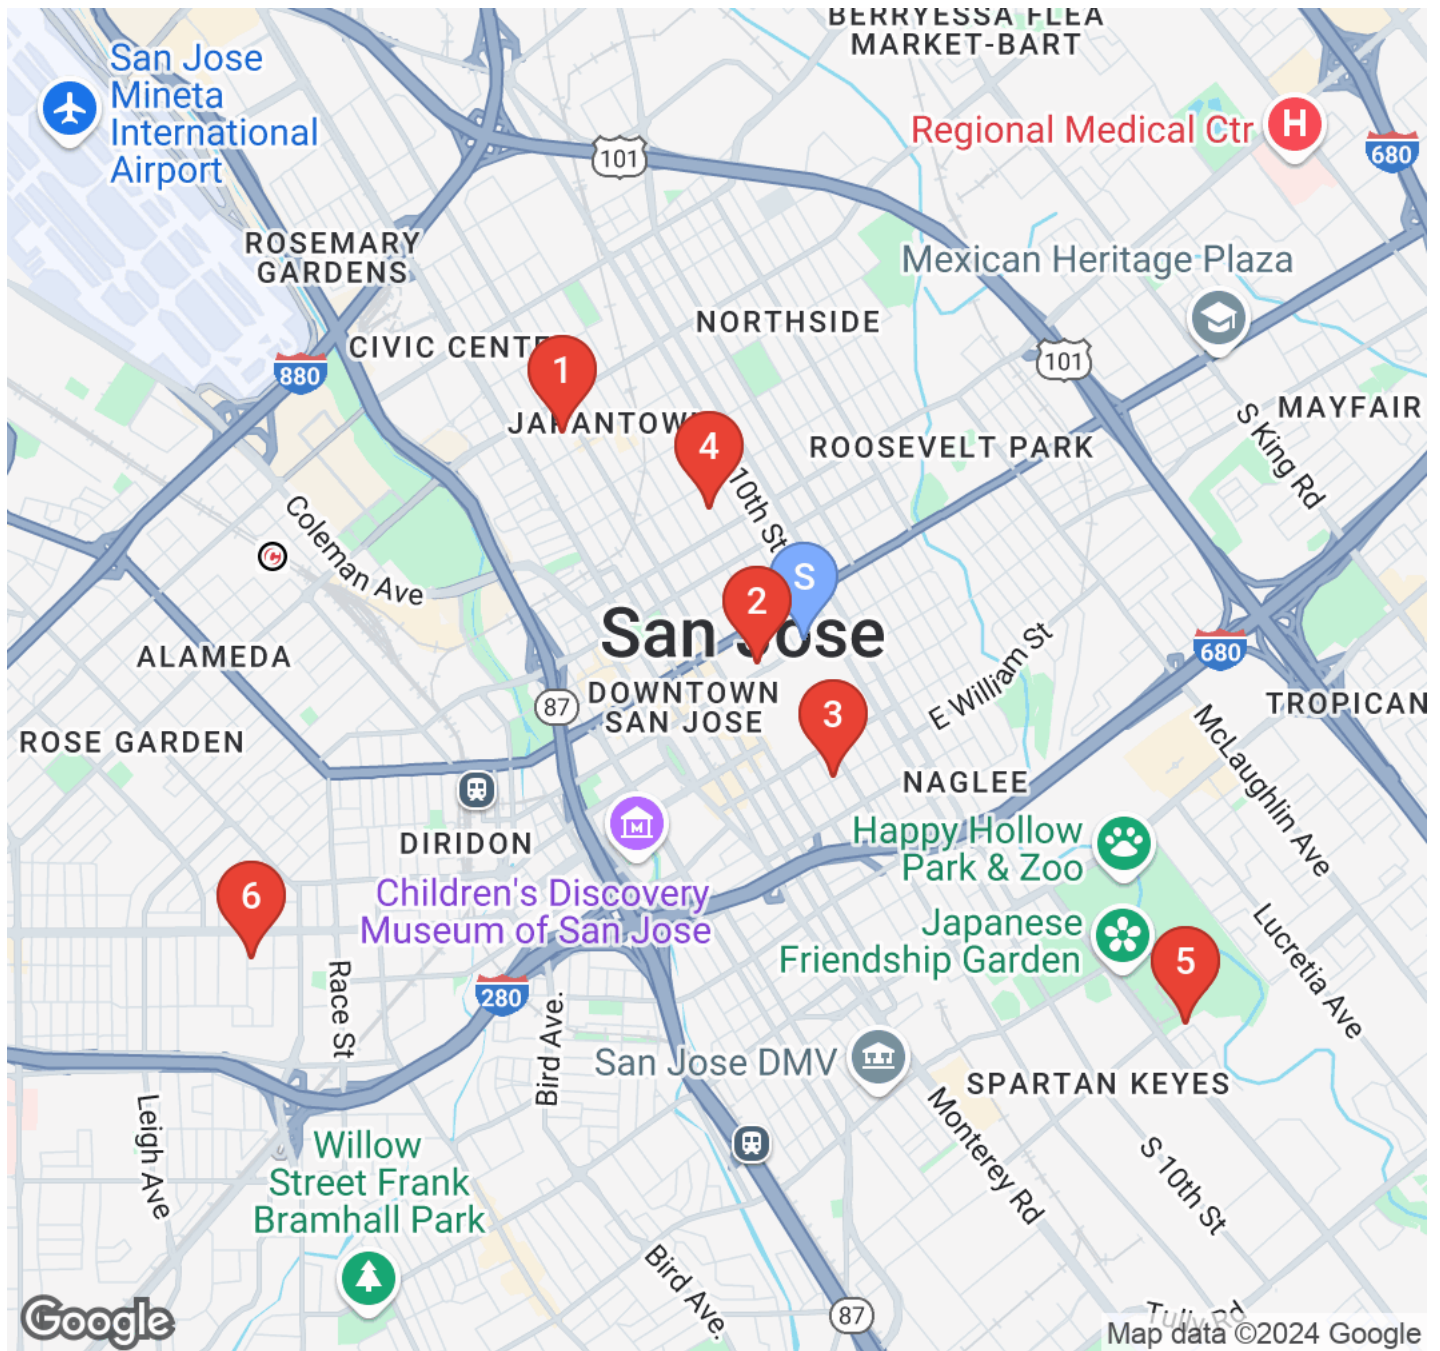 BERRYESSA FLEA
MARKET-BART
San Jose
Mineta
International
Airport
Regional Medical Ctr
H
680
101
ROSEMARY
GARDENS
Mexican Heritage Plaza
NORTHSIDE
CIVIC CENTE
880
101
1
JAPANTOWN
4
MAYFAIR
S King Rd
ROOSEVELT PARK
10th St
Coleman Ave
S
2
San Jose
E William St
680
ALAMEDA
DOWNTOWN
SAN JOSE
87
3
TROPICAN
ROSE GARDEN
McLaughlin Ave
NAGLEE
DIRIDON
M
Happy Hollow
Park & Zoo
6
Children's Discovery
Museum of San Jose
Japanese
Friendship Garden
5
Lucretia Ave
Race St
280
Bird Ave.
San Jose DMV
SPARTAN KEYES
Leigh Ave
Monterey Rd
Willow
Street Frank
Bramhall Park
S 10th St
Bird Ave.
87
Tully Rd
Google
Map data ©2024 Google